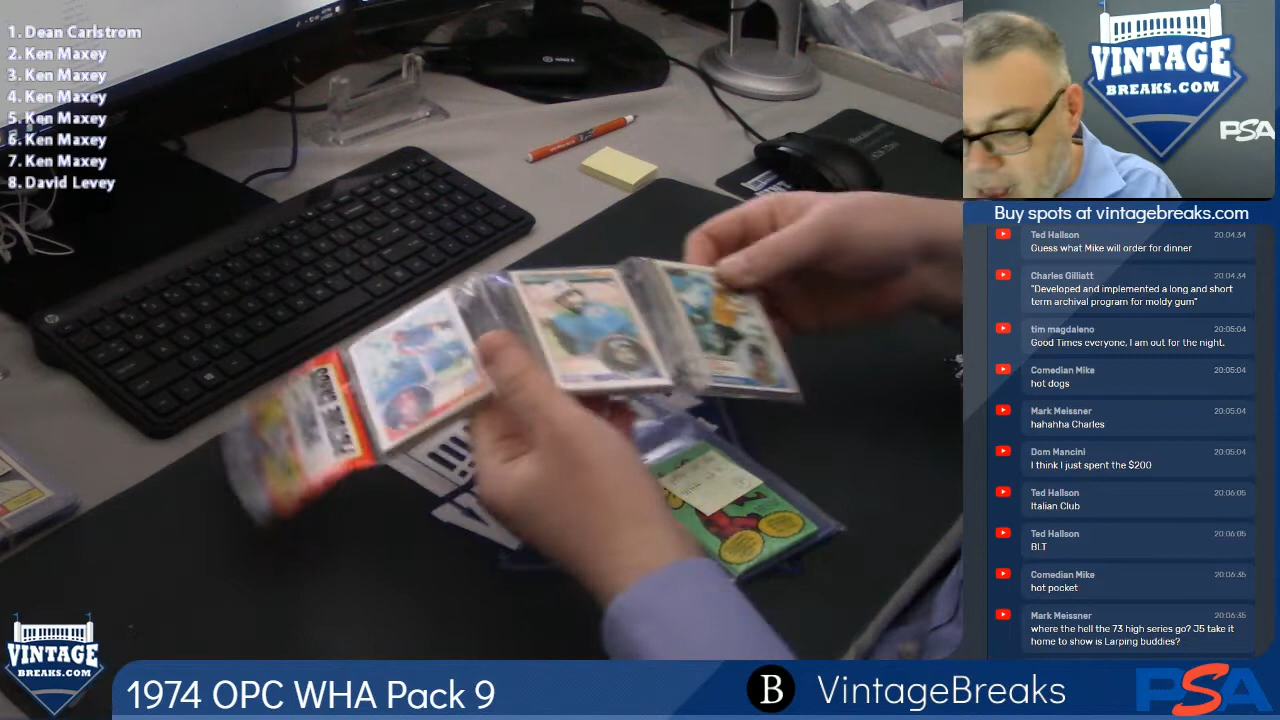 1. Dean Carlstrom
2. Ken Maxey
3. Ken Maxey
4. Ken Maxey
5. Ken Maxey
6. Ken Maxey
7. Ken Maxey
8. David Levey
VINTAGE
BREAKS.COM
PSA
Buy spots at vintagebreaks.com
Ted Hallson 20:04:34
Guess what Mike will order for dinner
Charles Gilliatt 20:04:34
"Developed and implemented a long and short
term archival program for moldy gum"
tim magdaleno 20:05:04
Good Times everyone, I am out for the night.
Comedian Mike 20:05:04
hot dogs
Mark Meissner 20:05:04
hahahha Charles
Dom Mancini 20:05:04
I think I just spent the $200
Ted Hallson 20:06:05
Italian Club
Ted Hallson 20:06:05
BLT
Comedian Mike 20:06:35
hot pocket
Mark Meissner 20:06:35
where the hell the 73 high series go? J5 take it
home to show is Larping buddies?
VINTAGE
BREAKS.COM
1974 OPC WHA Pack 9
B VintageBreaks
PSA